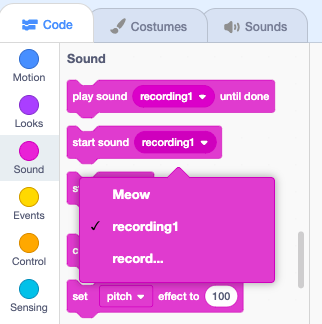 Code
Costumes
Sounds
Motion
Looks
Sound
Events
Control
Sensing
Sound
play sound recording1 until done
start sound recording1
Meow
✓ recording1
record...
set pitch effect to 100